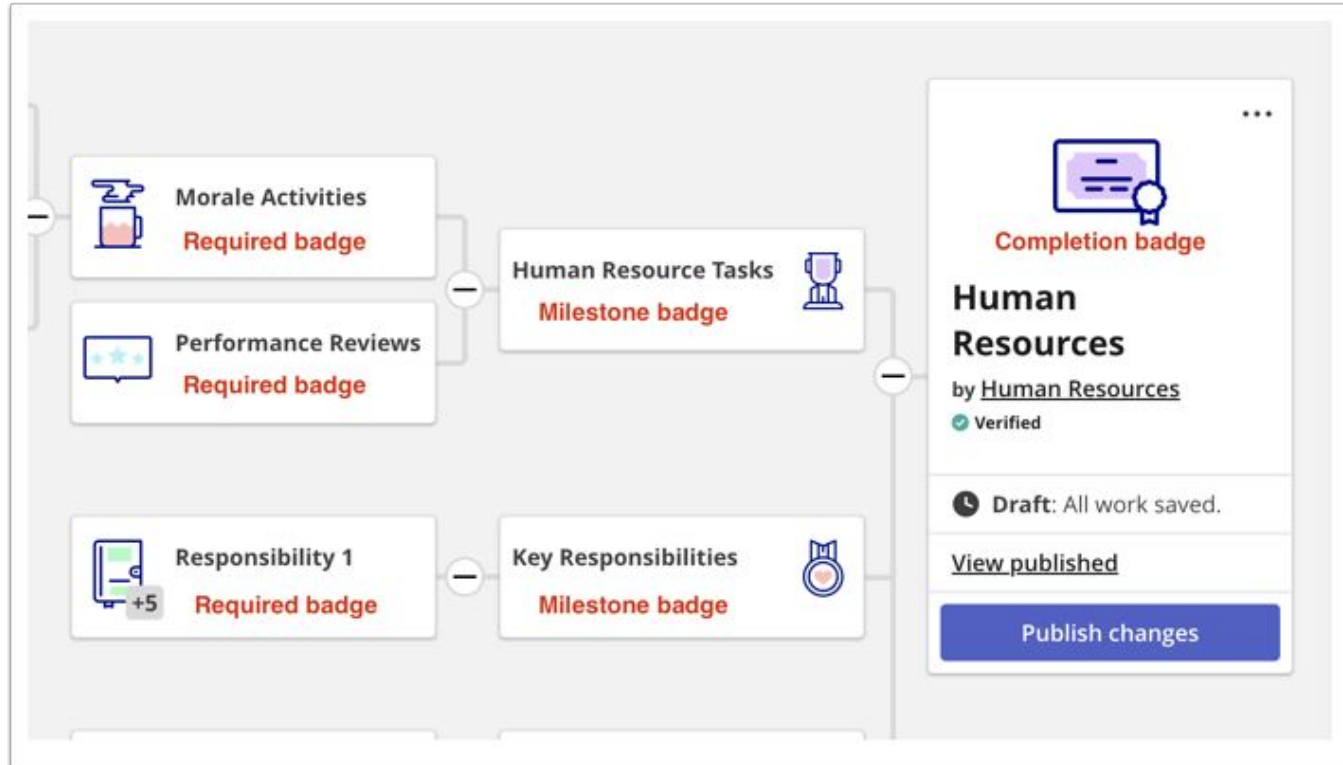 Morale Activities
Required badge
Performance Reviews
Required badge
Human Resource Tasks
Milestone badge
Responsibility 1
+5
Required badge
Key Responsibilities
Milestone badge
Completion badge
Human
Resources
by Human Resources
Verified
Draft: All work saved.
View published
Publish changes